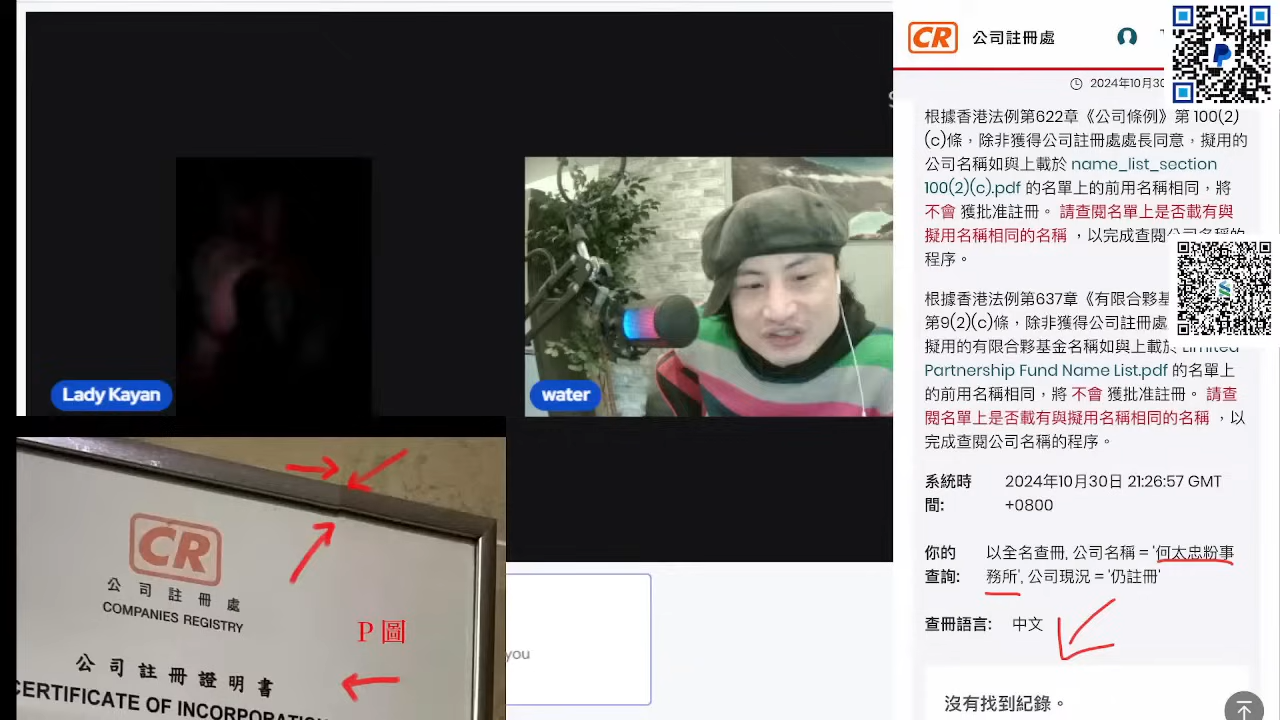 Lady Kayan
water
CR
公司註冊處
COMPANIES REGISTRY
公司註冊證明書
CERTIFICATE OF INCORPORATION
P 圖
you
CR 公司註冊處
2024年10月30
根據香港法例第622章《公司條例》第 100(2)
(c)條，除非獲得公司註冊處處長同意，擬用的
公司名稱如與上載於 name_list_section
100(2)(c).pdf 的名單上的前用名稱相同，將
不會 獲批准註冊。 請查閱名單上是否載有與
擬用名稱相同的名稱 ，以完成查閱公司名稱的
程序。
根據香港法例第637章《有限合夥基
第9(2)(c)條，除非獲得公司註冊處
擬用的有限合夥基金名稱如與上載於 Limited
Partnership Fund Name List.pdf 的名單上
的前用名稱相同，將 不會 獲批准註冊。 請查
閱名單上是否載有與擬用名稱相同的名稱 ，以
完成查閱公司名稱的程序。
系統時間: 2024年10月30日 21:26:57 GMT
+0800
你的查詢: 以全名查冊, 公司名稱 = '何太忠粉事
務所', 公司現況 = '仍註冊'
查冊語言: 中文
沒有找到紀錄。